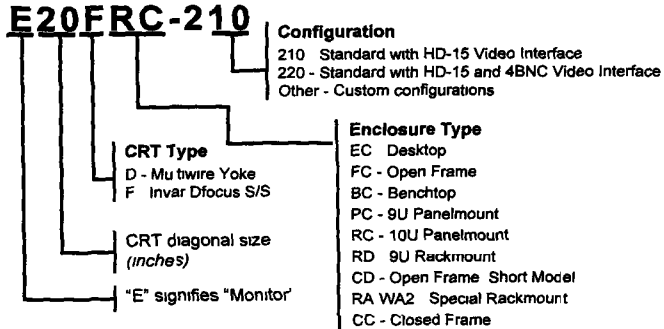 E20FRC-210
Configuration
210 Standard with HD-15 Video Interface
220 - Standard with HD-15 and 4BNC Video Interface
Other - Custom configurations
Enclosure Type
EC Desktop
FC - Open Frame
BC - Benchtop
PC - 9U Panelmount
RC - 10U Panelmount
RD 9U Rackmount
CD - Open Frame Short Model
RA WA2 Special Rackmount
CC - Closed Frame
CRT Type
D - Mu tiwire Yoke
F Invar Dfocus S/S
CRT diagonal size
(inches)
"E" signifies "Monitor'